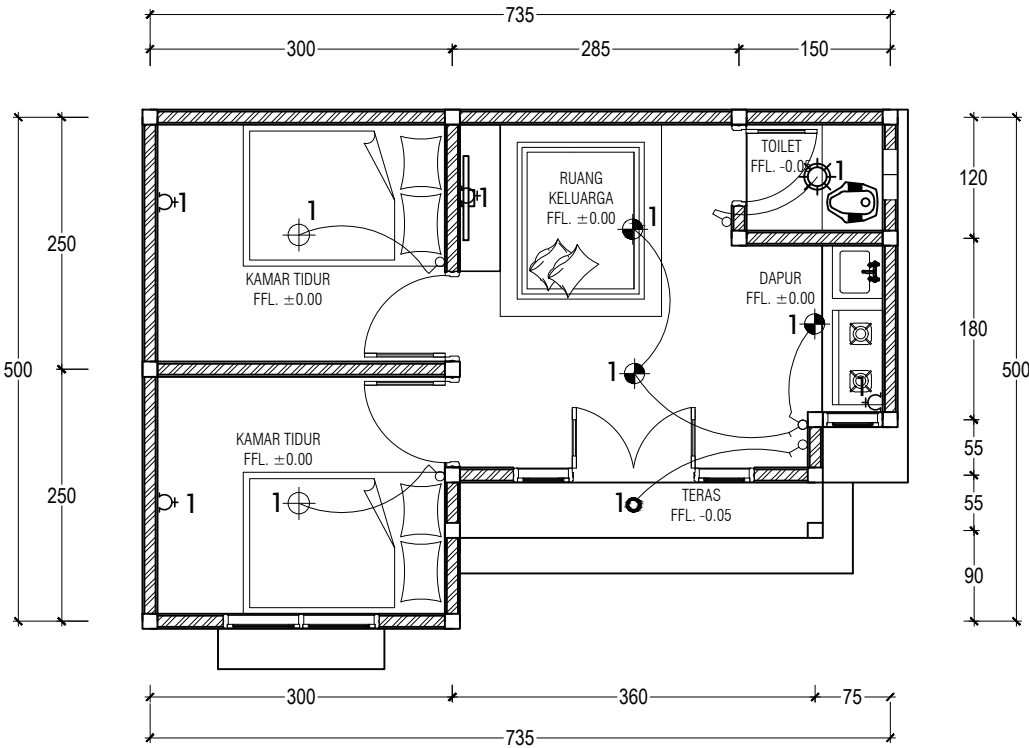 735
300
285
150
TOILET
FFL. -0.05
1
RUANG
KELUARGA
FFL. ±0.00
1
1
1
1
120
250
KAMAR TIDUR
FFL. ±0.00
DAPUR
FFL. ±0.00
1
180
500
500
1
1
KAMAR TIDUR
FFL. ±0.00
55
250
1
1
1
TERAS
FFL. -0.05
55
90
300
360
75
735